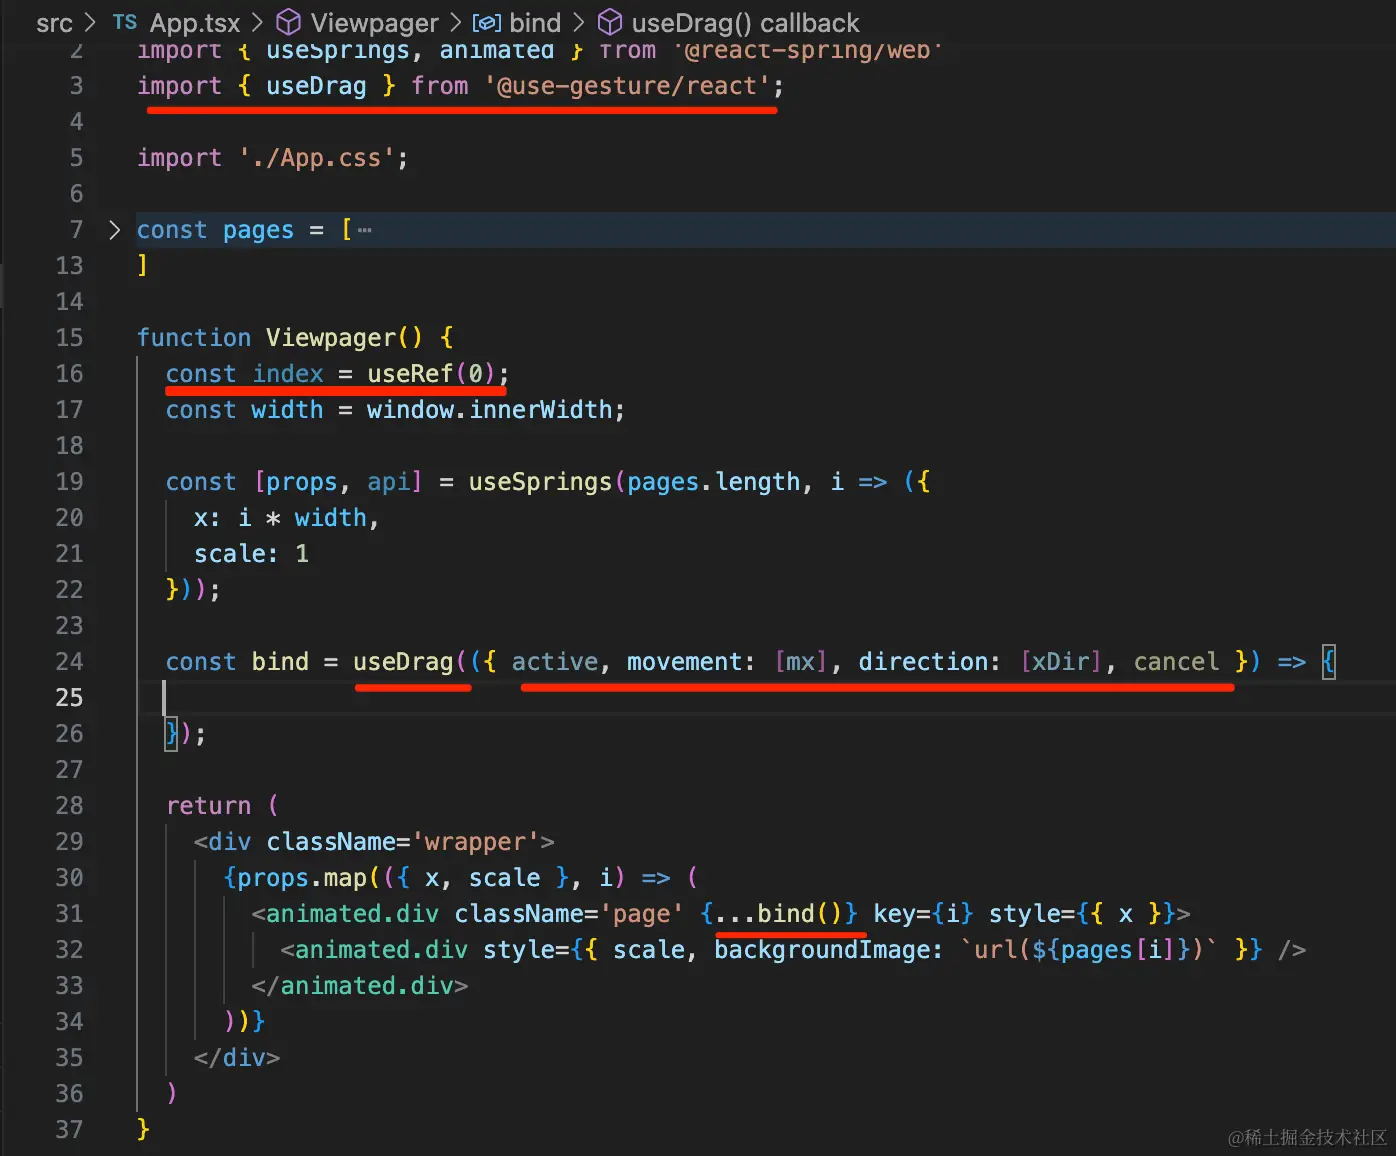 src > TS App.tsx > Viewpager > bind > useDrag() callback
2 import { useSprings, animated } from '@react-spring/web'
3 import { useDrag } from '@use-gesture/react';
4
5 import './App.css';
6
7 > const pages = [ ⋯
13 ]
14
15 function Viewpager() {
16 const index = useRef(0);
17 const width = window.innerWidth;
18
19 const [props, api] = useSprings(pages.length, i => ({
20 x: i * width,
21 scale: 1
22 }));
23
24 const bind = useDrag(({ active, movement: [mx], direction: [xDir], cancel }) => {
25
26 });
27
28 return (
29 <div className='wrapper'>
30 {props.map(({ x, scale }, i) => (
31 <animated.div className='page' {...bind()} key={i} style={{ x }}>
32 <animated.div style={{ scale, backgroundImage: `url(${pages[i]})` }} />
33 </animated.div>
34 ))}
35 </div>
36 )
37 }
@稀土掘金技术社区